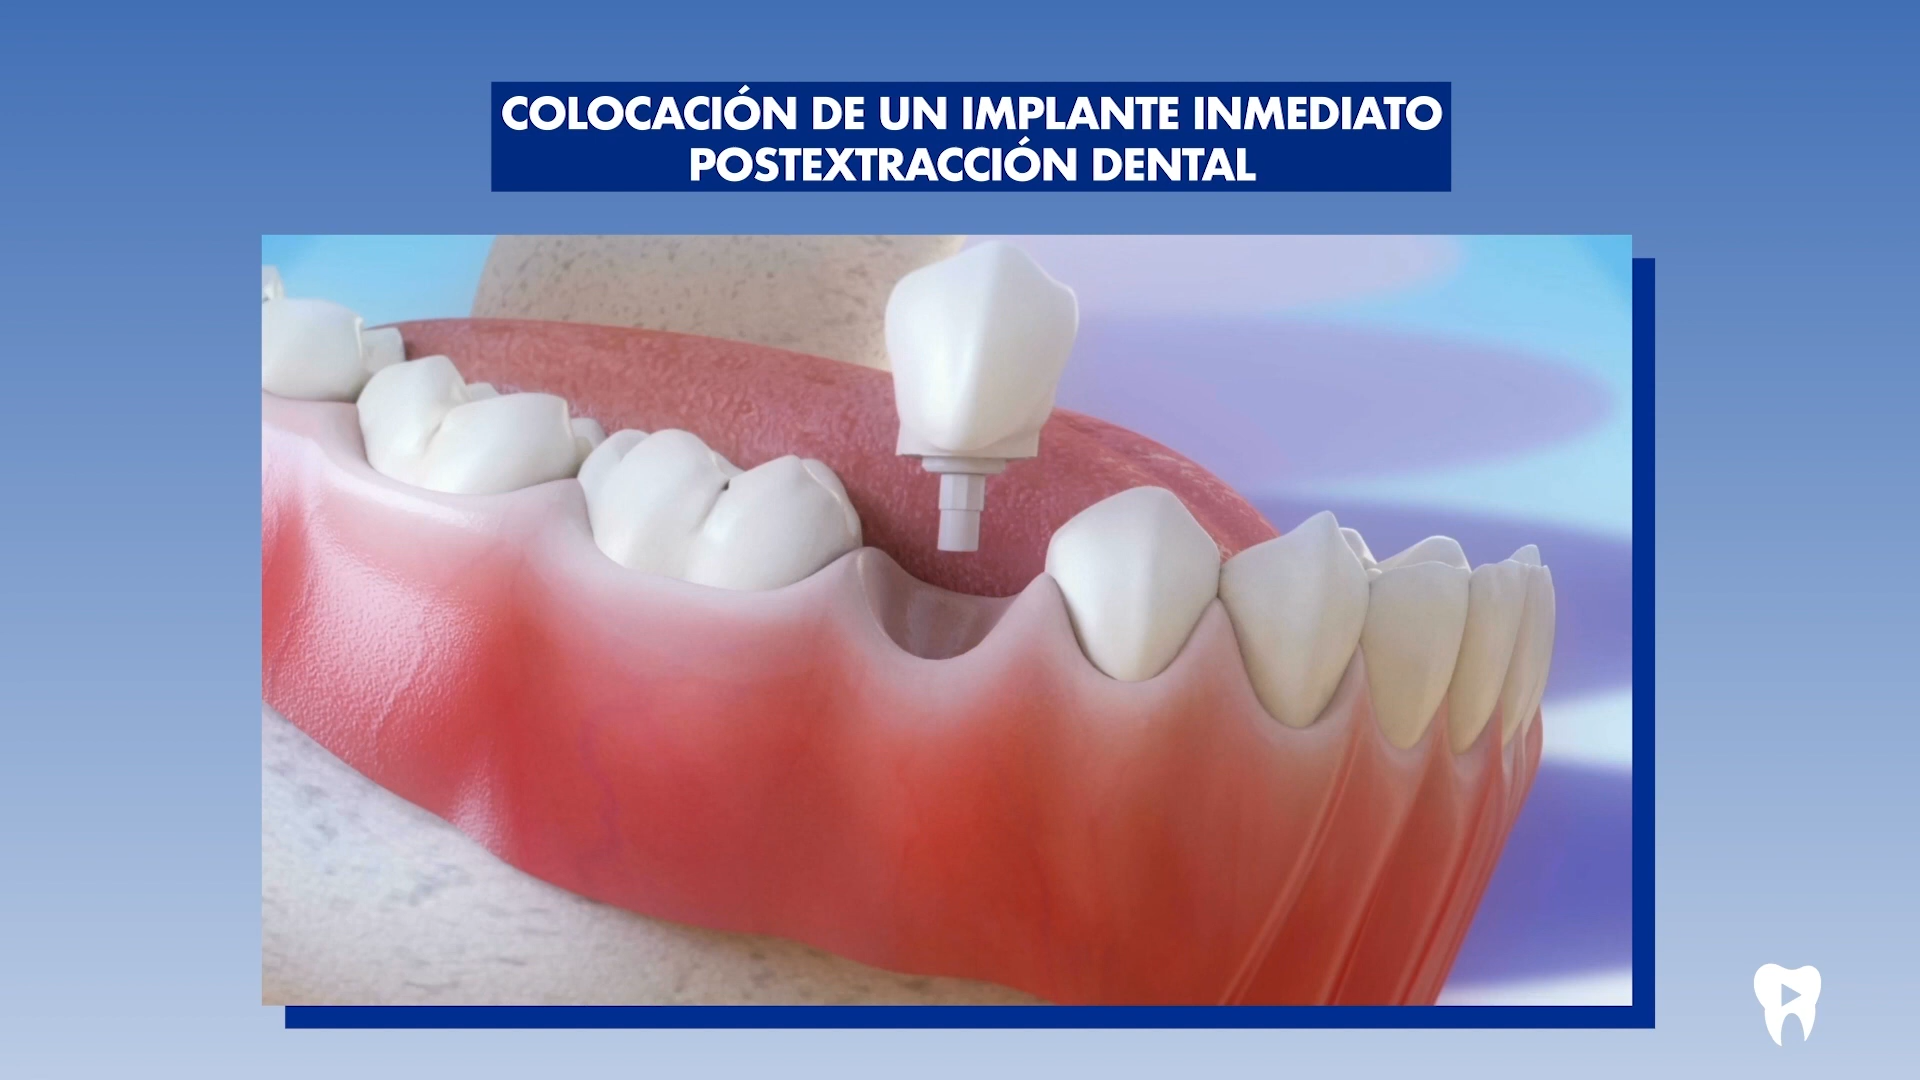 COLOCACIÓN DE UN IMPLANTE INMEDIATO
POSTEXTRACCIÓN DENTAL